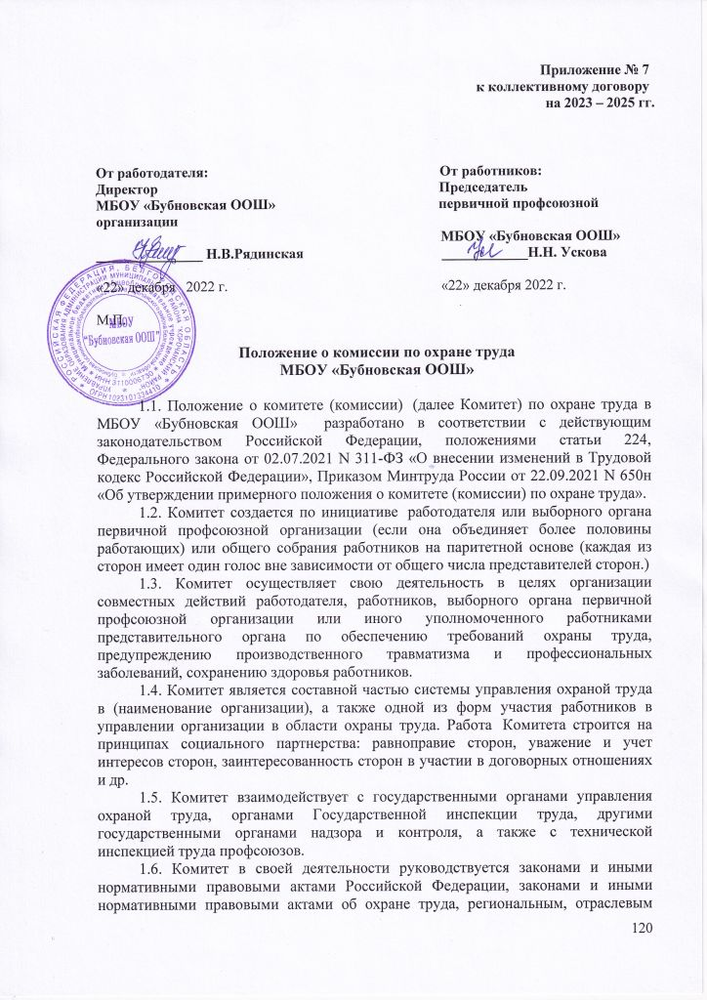 Приложение № 7
к коллективному договору
на 2023 – 2025 гг.
От работодателя:
Директор
МБОУ «Бубновская ООШ»
организации
Н.В.Рядинская
«22» декабря 2022 г.
М.П.
От работников:
Председатель
первичной профсоюзной
МБОУ «Бубновская ООШ»
Н.Н. Ускова
«22» декабря 2022 г.
МБОУ
"Бубновская ООШ"
Положение о комиссии по охране труда
МБОУ «Бубновская ООШ»
1.1. Положение о комитете (комиссии) (далее Комитет) по охране труда в
МБОУ «Бубновская ООШ» разработано в соответствии с действующим
законодательством Российской Федерации, положениями статьи 224,
Федерального закона от 02.07.2021 N 311-ФЗ «О внесении изменений в Трудовой
кодекс Российской Федерации», Приказом Минтруда России от 22.09.2021 N 650н
«Об утверждении примерного положения о комитете (комиссии) по охране труда».
1.2. Комитет создается по инициативе работодателя или выборного органа
первичной профсоюзной организации (если она объединяет более половины
работающих) или общего собрания работников на паритетной основе (каждая из
сторон имеет один голос вне зависимости от общего числа представителей сторон.)
1.3. Комитет осуществляет свою деятельность в целях организации
совместных действий работодателя, работников, выборного органа первичной
профсоюзной организации или иного уполномоченного работниками
представительного органа по обеспечению требований охраны труда,
предупреждению производственного травматизма и профессиональных
заболеваний, сохранению здоровья работников.
1.4. Комитет является составной частью системы управления охраной труда
в (наименование организации), а также одной из форм участия работников в
управлении организации в области охраны труда. Работа Комитета строится на
принципах социального партнерства: равноправие сторон, уважение и учет
интересов сторон, заинтересованность сторон в участии в договорных отношениях
и др.
1.5. Комитет взаимодействует с государственными органами управления
охраной труда, органами Государственной инспекции труда, другими
государственными органами надзора и контроля, а также с технической
инспекцией труда профсоюзов.
1.6. Комитет в своей деятельности руководствуется законами и иными
нормативными правовыми актами Российской Федерации, законами и иными
нормативными правовыми актами об охране труда, региональным, отраслевым
120